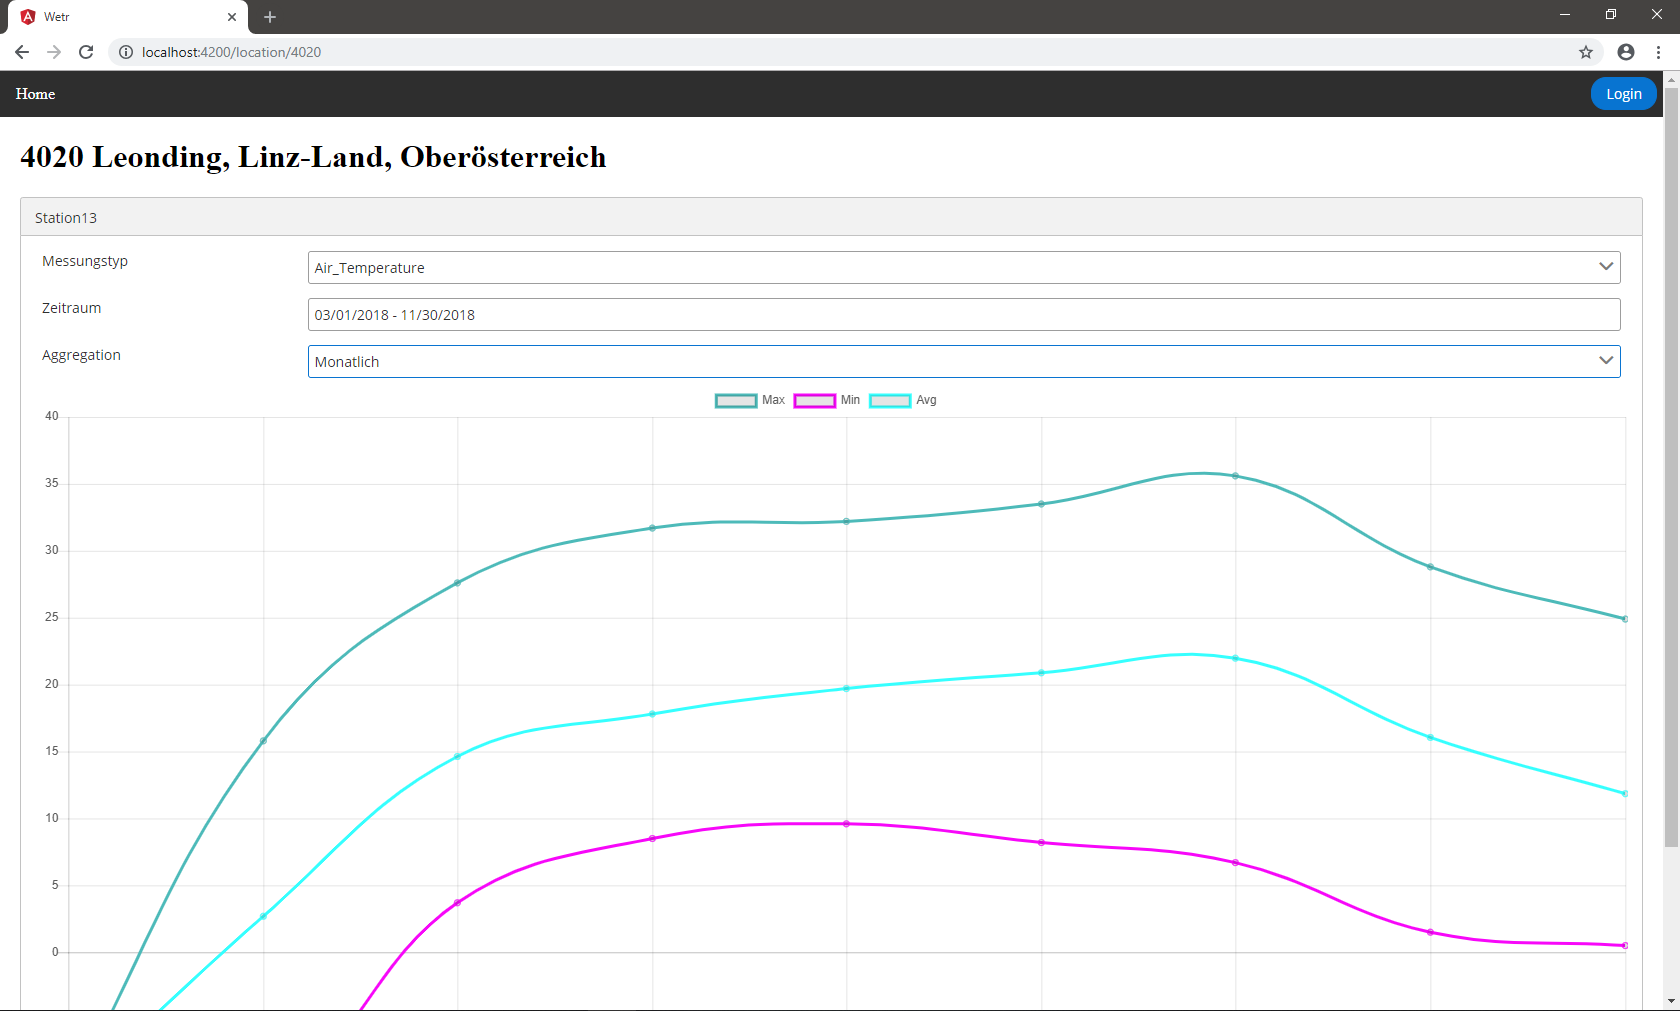 Wetr
localhost:4200/location/4020
Home
Login
4020 Leonding, Linz-Land, Oberösterreich
Station13
Messungstyp
Air_Temperature
Zeitraum
03/01/2018 - 11/30/2018
Aggregation
Monatlich
Max Min Avg
40
35
30
25
20
15
10
5
0